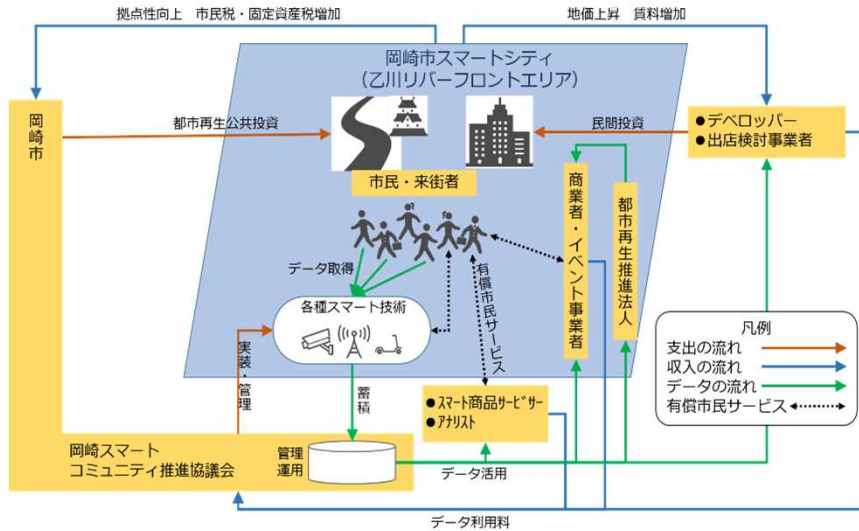 拠点性向上 市民税・固定資産税増加
地価上昇 賃料増加
岡崎市スマートシティ
(乙川リバーフロントエリア)
岡崎市
都市再生公共投資
民間投資
●デベロッパー
●出店検討事業者
市民・来街者
商業者・イベント事業者
都市再生推進法人
データ取得
有償市民サービス
各種スマート技術
実装・管理
蓄積
凡例
支出の流れ
収入の流れ
データの流れ
有償市民サービス
●スマート商品サービサー
●アナリスト
岡崎スマート
コミュニティ推進協議会
管理
運用
データ活用
データ利用料